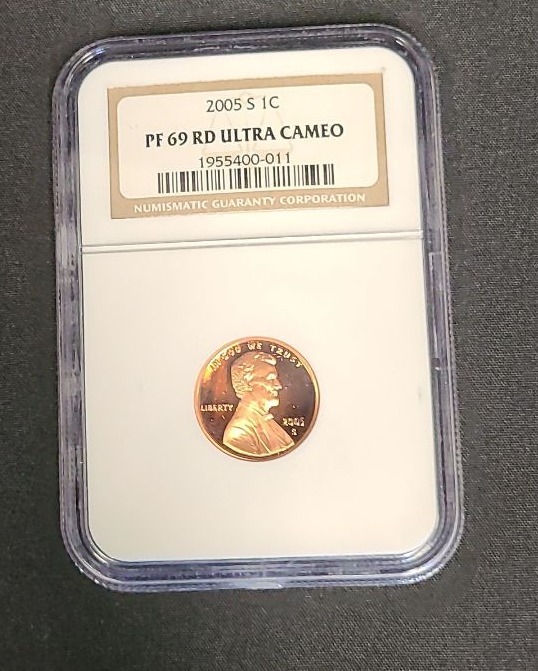 2005 S 1C
PF 69 RD ULTRA CAMEO
1955400-011
NUMISMATIC GUARANTY CORPORATION
IN GOD WE TRUST
LIBERTY
2005
S